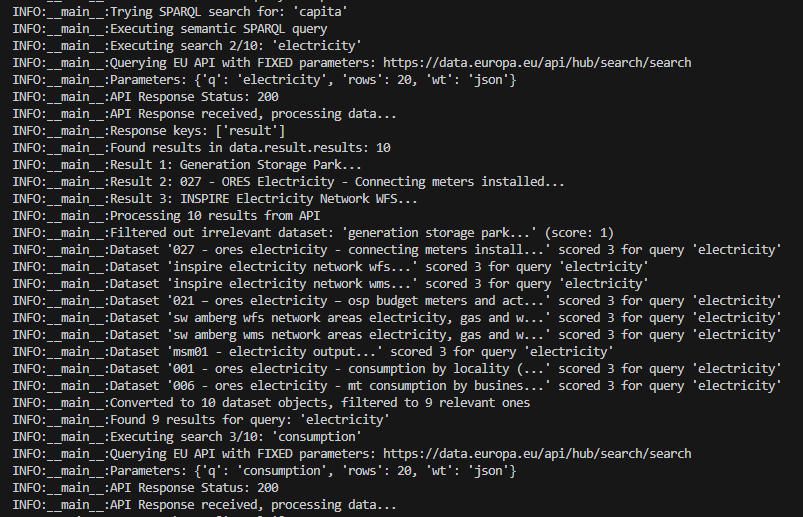 INFO:__main__:Trying SPARQL search for: 'capita'
INFO:__main__:Executing semantic SPARQL query
INFO:__main__:Executing search 2/10: 'electricity'
INFO:__main__:Querying EU API with FIXED parameters: https://data.europa.eu/api/hub/search/search
INFO:__main__:Parameters: {'q': 'electricity', 'rows': 20, 'wt': 'json'}
INFO:__main__:API Response Status: 200
INFO:__main__:API Response received, processing data...
INFO:__main__:Response keys: ['result']
INFO:__main__:Found results in data.result.results: 10
INFO:__main__:Result 1: Generation Storage Park...
INFO:__main__:Result 2: 027 - ORES Electricity - Connecting meters installed...
INFO:__main__:Result 3: INSPIRE Electricity Network WFS...
INFO:__main__:Processing 10 results from API
INFO:__main__:Filtered out irrelevant dataset: 'generation storage park...' (score: 1)
INFO:__main__:Dataset '027 - ores electricity - connecting meters install...' scored 3 for query 'electricity'
INFO:__main__:Dataset 'inspire electricity network wfs...' scored 3 for query 'electricity'
INFO:__main__:Dataset 'inspire electricity network wms...' scored 3 for query 'electricity'
INFO:__main__:Dataset '021 – ores electricity – osp budget meters and act...' scored 3 for query 'electricity'
INFO:__main__:Dataset 'sw amberg wfs network areas electricity, gas and w...' scored 3 for query 'electricity'
INFO:__main__:Dataset 'sw amberg wms network areas electricity, gas and w...' scored 3 for query 'electricity'
INFO:__main__:Dataset 'msm01 - electricity output...' scored 3 for query 'electricity'
INFO:__main__:Dataset '001 - ores electricity - consumption by locality (...' scored 3 for query 'electricity'
INFO:__main__:Dataset '006 - ores electricity - mt consumption by busines...' scored 3 for query 'electricity'
INFO:__main__:Converted to 10 dataset objects, filtered to 9 relevant ones
INFO:__main__:Found 9 results for query: 'electricity'
INFO:__main__:Executing search 3/10: 'consumption'
INFO:__main__:Querying EU API with FIXED parameters: https://data.europa.eu/api/hub/search/search
INFO:__main__:Parameters: {'q': 'consumption', 'rows': 20, 'wt': 'json'}
INFO:__main__:API Response Status: 200
INFO:__main__:API Response received, processing data...